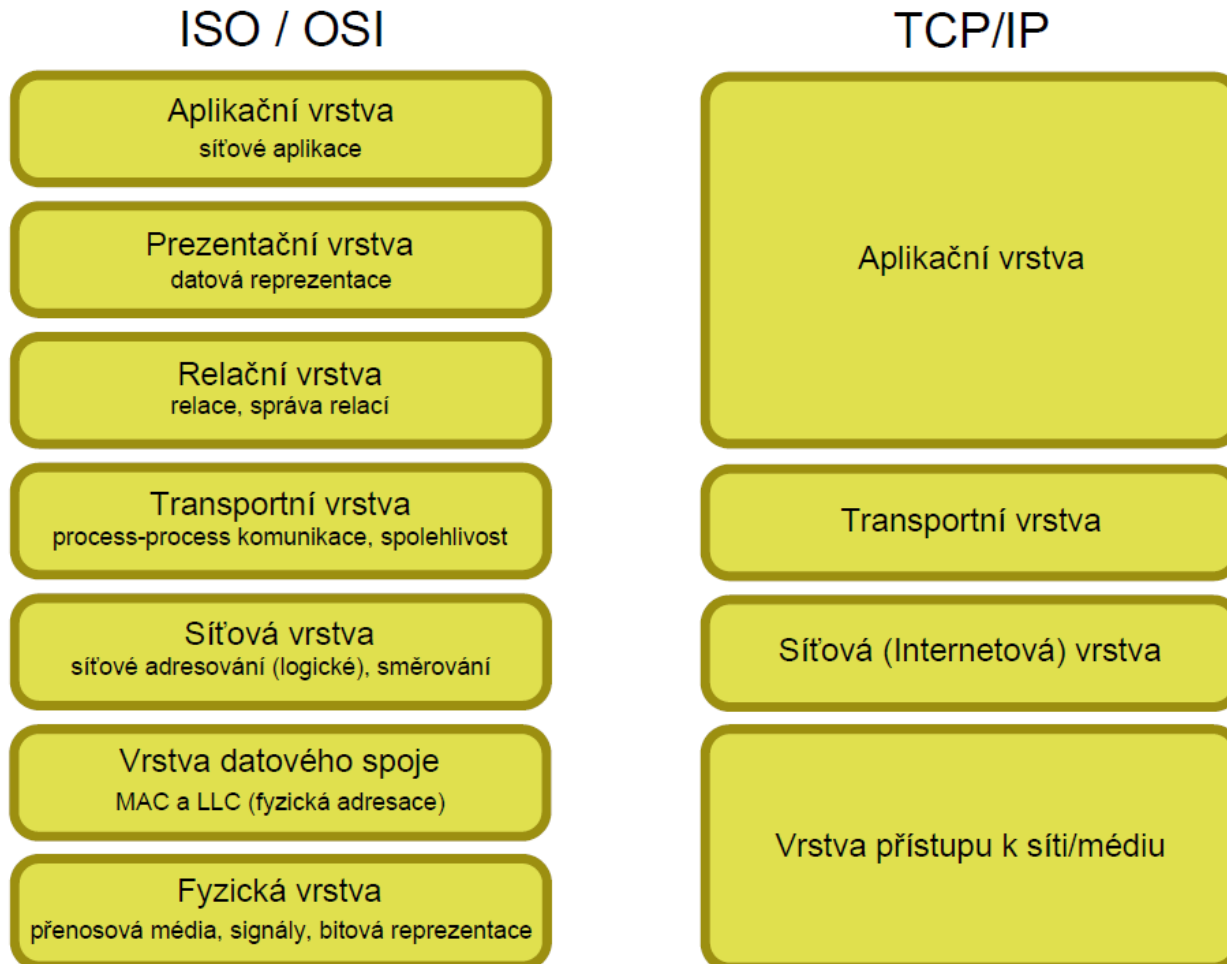 ISO / OSI
Aplikační vrstva
síťové aplikace
Prezentační vrstva
datová reprezentace
Relační vrstva
relace, správa relací
Transportní vrstva
process-process komunikace, spolehlivost
Síťová vrstva
síťové adresování (logické), směrování
Vrstva datového spoje
MAC a LLC (fyzická adresace)
Fyzická vrstva
přenosová média, signály, bitová reprezentace
TCP/IP
Aplikační vrstva
Transportní vrstva
Síťová (Internetová) vrstva
Vrstva přístupu k síti/médiu